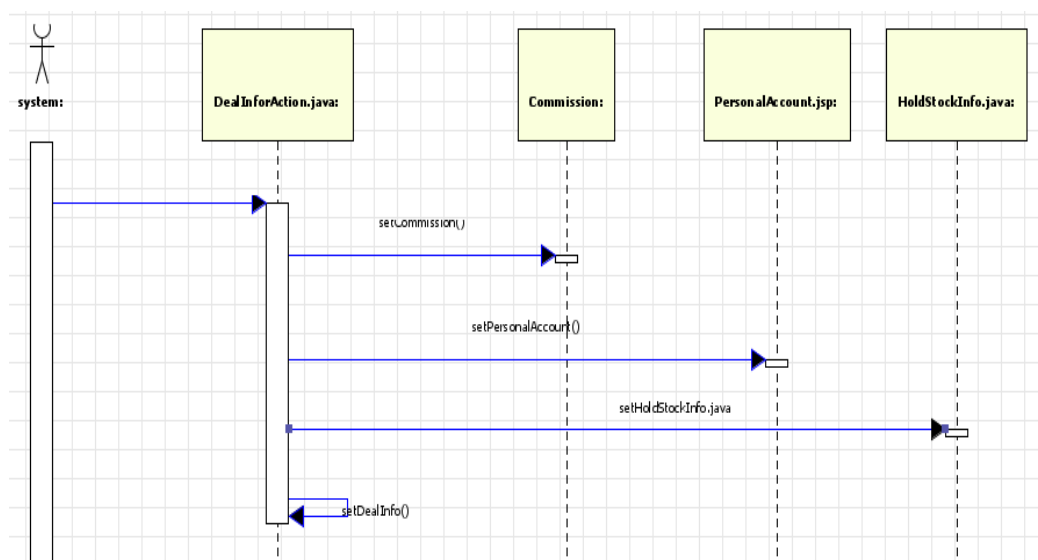 system:
DealInforAction.java:
Commission:
PersonalAccount.jsp:
HoldStockInfo.java:
setCommission()
setPersonalAccount()
setHoldStockInfo.java
setDealInfo()